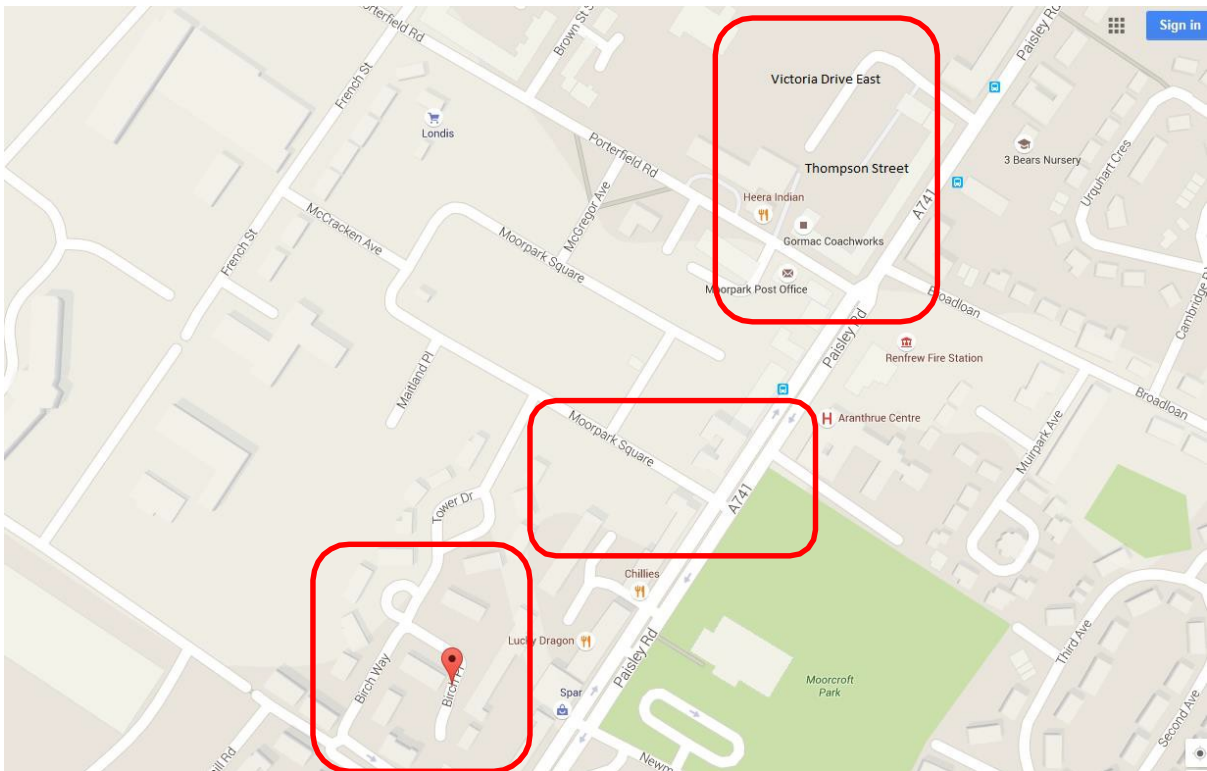 Porterfield Rd
Brown St
Paisley Rd
Sign in
French St
Victoria Drive East
Londis
Porterfield Rd
3 Bears Nursery
Thompson Street
Urquhart Cres
Heera Indian
McGregor Ave
A741
McCracken Ave
French St
Moorpark Square
Gormac Coachworks
Moorpark Post Office
Broadloan
Cambridge
Paisley Rd
Renfrew Fire Station
Maitland Pl
Broadloan
Moorpark Square
H Aranthrue Centre
Muirpark Ave
Tower Dr
A741
Chillies
Lucky Dragon
Paisley Rd
Third Ave
Birch Way
Birch
Moorcroft
Park
Spar
Second Ave
Rd